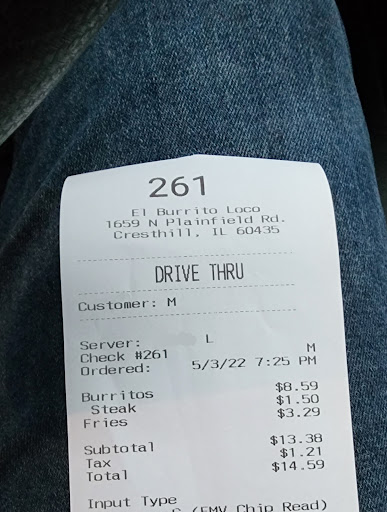 261
El Burrito Loco
1659 N Plainfield Rd.
Cresthill, IL 60435
DRIVE THRU
Customer: M
Server: L
M
Check #261
Ordered: 5/3/22 7:25 PM
Burritos $8.59
Steak $1.50
Fries $3.29
Subtotal $13.38
Tax $1.21
Total $14.59
Input Type
C (EMV Chip Read)